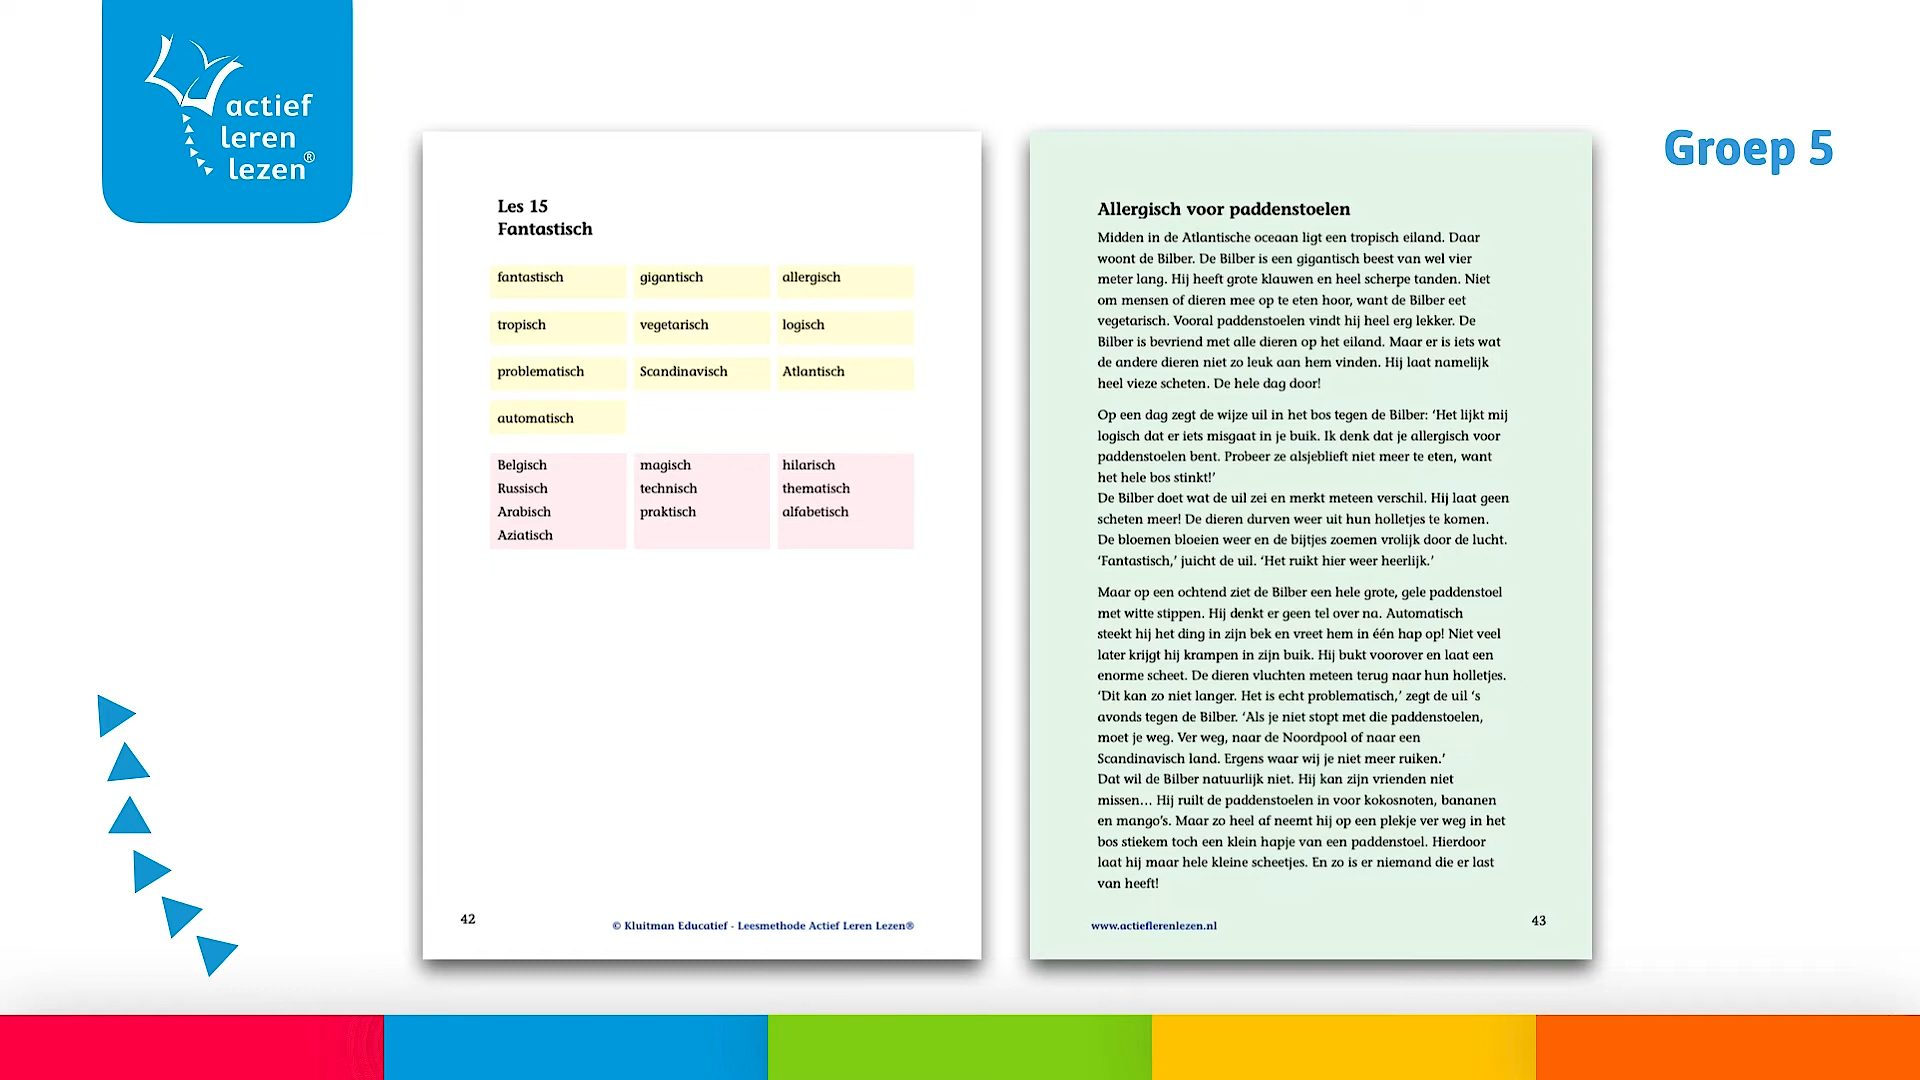 actief
leren
lezen®
Groep 5
Les 15
Fantastisch
fantastisch gigantisch allergisch
tropisch vegetarisch logisch
problematisch Scandinavisch Atlantisch
automatisch
Belgisch magisch hilarisch
Russisch technisch thematisch
Arabisch praktisch alfabetisch
Aziatisch
42
© Kluitman Educatief - Leesmethode Actief Leren Lezen®
Allergisch voor paddenstoelen
Midden in de Atlantische oceaan ligt een tropisch eiland. Daar
woont de Bilber. De Bilber is een gigantisch beest van wel vier
meter lang. Hij heeft grote klauwen en heel scherpe tanden. Niet
om mensen of dieren mee op te eten hoor, want de Bilber eet
vegetarisch. Vooral paddenstoelen vindt hij heel erg lekker. De
Bilber is bevriend met alle dieren op het eiland. Maar er is iets wat
de andere dieren niet zo leuk aan hem vinden. Hij laat namelijk
heel vieze scheten. De hele dag door!
Op een dag zegt de wijze uil in het bos tegen de Bilber: ‘Het lijkt mij
logisch dat er iets misgaat in je buik. Ik denk dat je allergisch voor
paddenstoelen bent. Probeer ze alsjeblieft niet meer te eten, want
het hele bos stinkt!’
De Bilber doet wat de uil zei en merkt meteen verschil. Hij laat geen
scheten meer! De dieren durven weer uit hun holletjes te komen.
De bloemen bloeien weer en de bijtjes zoemen vrolijk door de lucht.
‘Fantastisch,’ juicht de uil. ‘Het ruikt hier weer heerlijk.’
Maar op een ochtend ziet de Bilber een hele grote, gele paddenstoel
met witte stippen. Hij denkt er geen tel over na. Automatisch
steekt hij het ding in zijn bek en vreet hem in één hap op! Niet veel
later krijgt hij krampen in zijn buik. Hij bukt voorover en laat een
enorme scheet. De dieren vluchten meteen terug naar hun holletjes.
‘Dit kan zo niet langer. Het is echt problematisch,’ zegt de uil ‘s
avonds tegen de Bilber. ‘Als je niet stopt met die paddenstoelen,
moet je weg. Ver weg, naar de Noordpool of naar een
Scandinavisch land. Ergens waar wij je niet meer ruiken.’
Dat wil de Bilber natuurlijk niet. Hij kan zijn vrienden niet
missen… Hij ruilt de paddenstoelen in voor kokosnoten, bananen
en mango’s. Maar zo heel af neemt hij op een plekje ver weg in het
bos stiekem toch een klein hapje van een paddenstoel. Hierdoor
laat hij maar hele kleine scheetjes. En zo is er niemand die er last
van heeft!
www.actieflerenlezen.nl
43